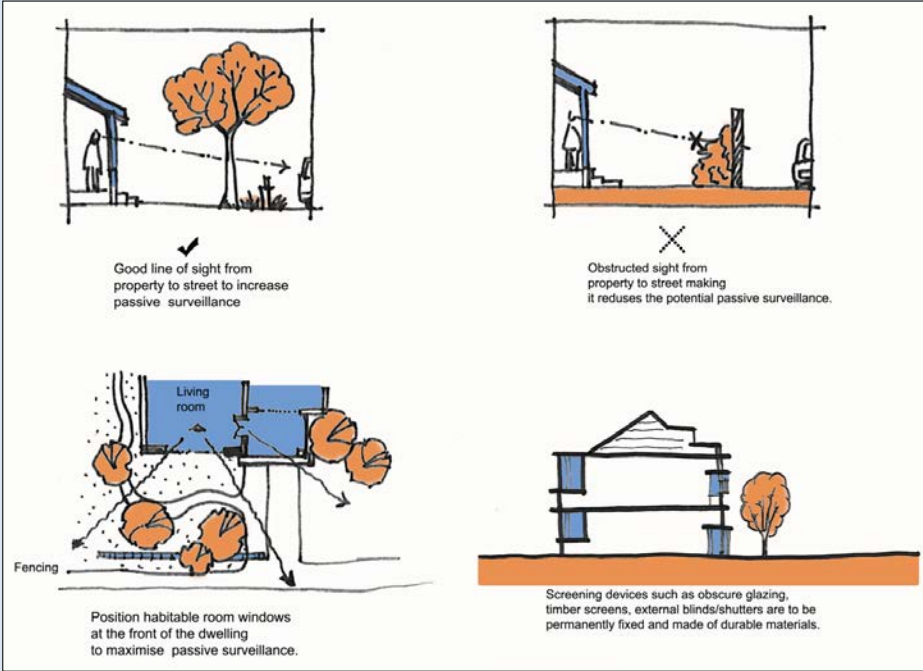 Good line of sight from
property to street to increase
passive surveillance
Obstructed sight from
property to street making
it reduses the potential passive surveillance.
Living
room
Fencing
Position habitable room windows
at the front of the dwelling
to maximise passive surveillance.
Screening devices such as obscure glazing,
timber screens, external blinds/shutters are to be
permanently fixed and made of durable materials.